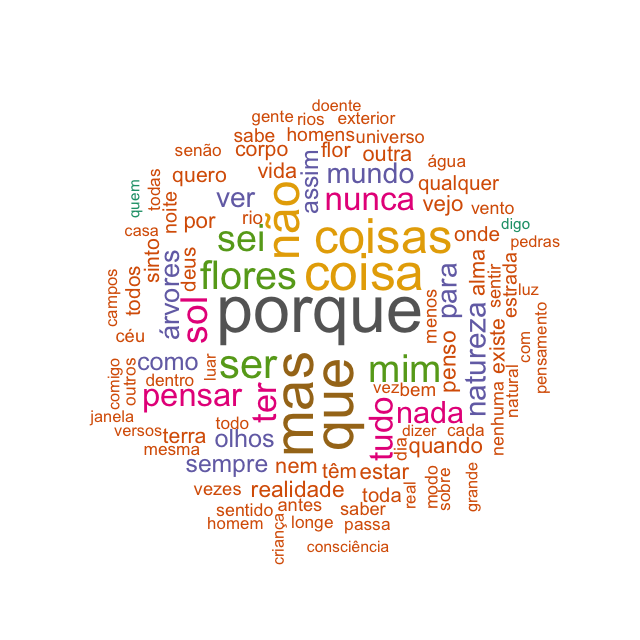 doente
gente
rios
exterior
sabe
homens
universo
senão
corpo
flor
outra
água
quem
todas
quero
vida
assim
mundo
qualquer
noite
ver
não
nunca
vejo
vento
casa
por
rio
sei
coisas
onde
digo
pedras
campos
todos
sinto
árvores
deus
flores
coisa
para
alma
sentir
estrada
luz
céu
sol
porque
menos
natureza
existe
com
pensamento
comigo
outros
como
dentro
luar
ser
mas
que
mim
penso
nenhuma
natural
janela
pensar
ter
vez
bem
tudo
nada
versos
mesma
terra
todo
olhos
dia
dizer
cada
quando
sempre
nem
têm
estar
real
modo
sobre
grande
vezes
realidade
toda
sentido
antes
saber
homem
longe
passa
criança
consciência